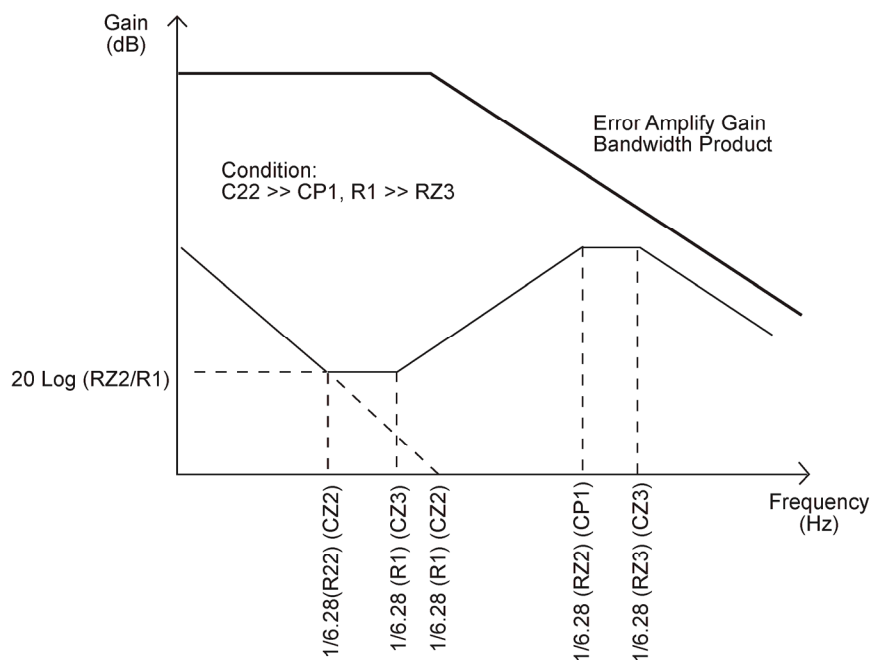 Gain
(dB)
Error Amplify Gain
Bandwidth Product
Condition:
C22 >> CP1, R1 >> RZ3
20 Log (RZ2/R1)
1/6.28(R22) (CZ2)
1/6.28 (R1) (CZ3)
1/6.28 (R1) (CZ2)
1/6.28 (RZ2) (CP1)
1/6.28 (RZ3) (CZ3)
Frequency
(Hz)